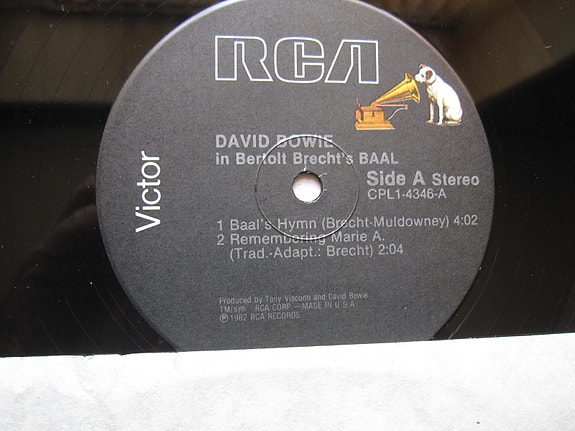 RCA
Victor
DAVID BOWIE
in Bertolt Brecht's BAAL
Side A Stereo
CPL1-4346-A
1 Baal's Hymn (Brecht-Muldowney) 4:02
2 Remembering Marie A.
(Trad.-Adapt.: Brecht) 2:04
Produced by Tony Visconti and David Bowie
TM(s)® RCA CORP.—MADE IN U.S.A
℗1982 RCA RECORDS